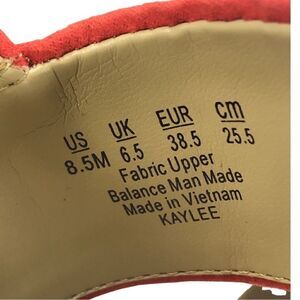 US UK EUR cm
8.5M 6.5 38.5 25.5
Fabric Upper
Balance Man Made
Made in Vietnam
KAYLEE